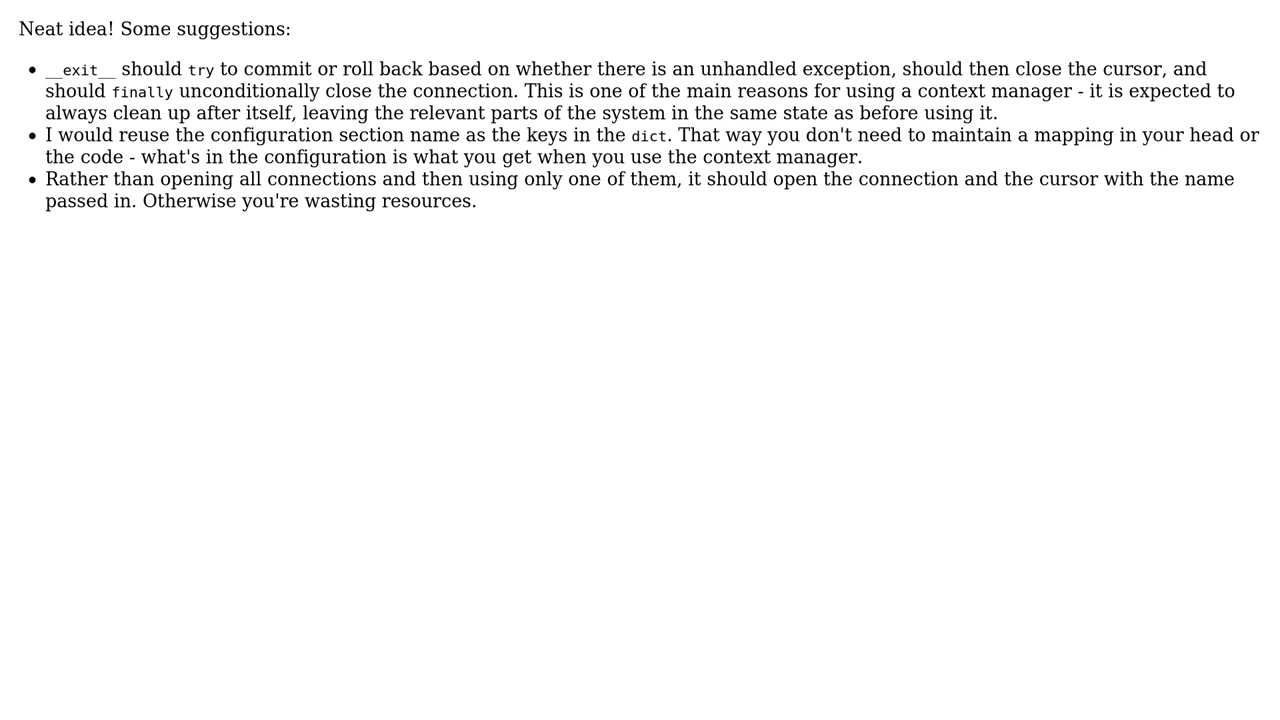 Neat idea! Some suggestions:
• __exit__ should try to commit or roll back based on whether there is an unhandled exception, should then close the cursor, and
should finally unconditionally close the connection. This is one of the main reasons for using a context manager - it is expected to
always clean up after itself, leaving the relevant parts of the system in the same state as before using it.
• I would reuse the configuration section name as the keys in the dict. That way you don't need to maintain a mapping in your head or
the code - what's in the configuration is what you get when you use the context manager.
• Rather than opening all connections and then using only one of them, it should open the connection and the cursor with the name
passed in. Otherwise you're wasting resources.